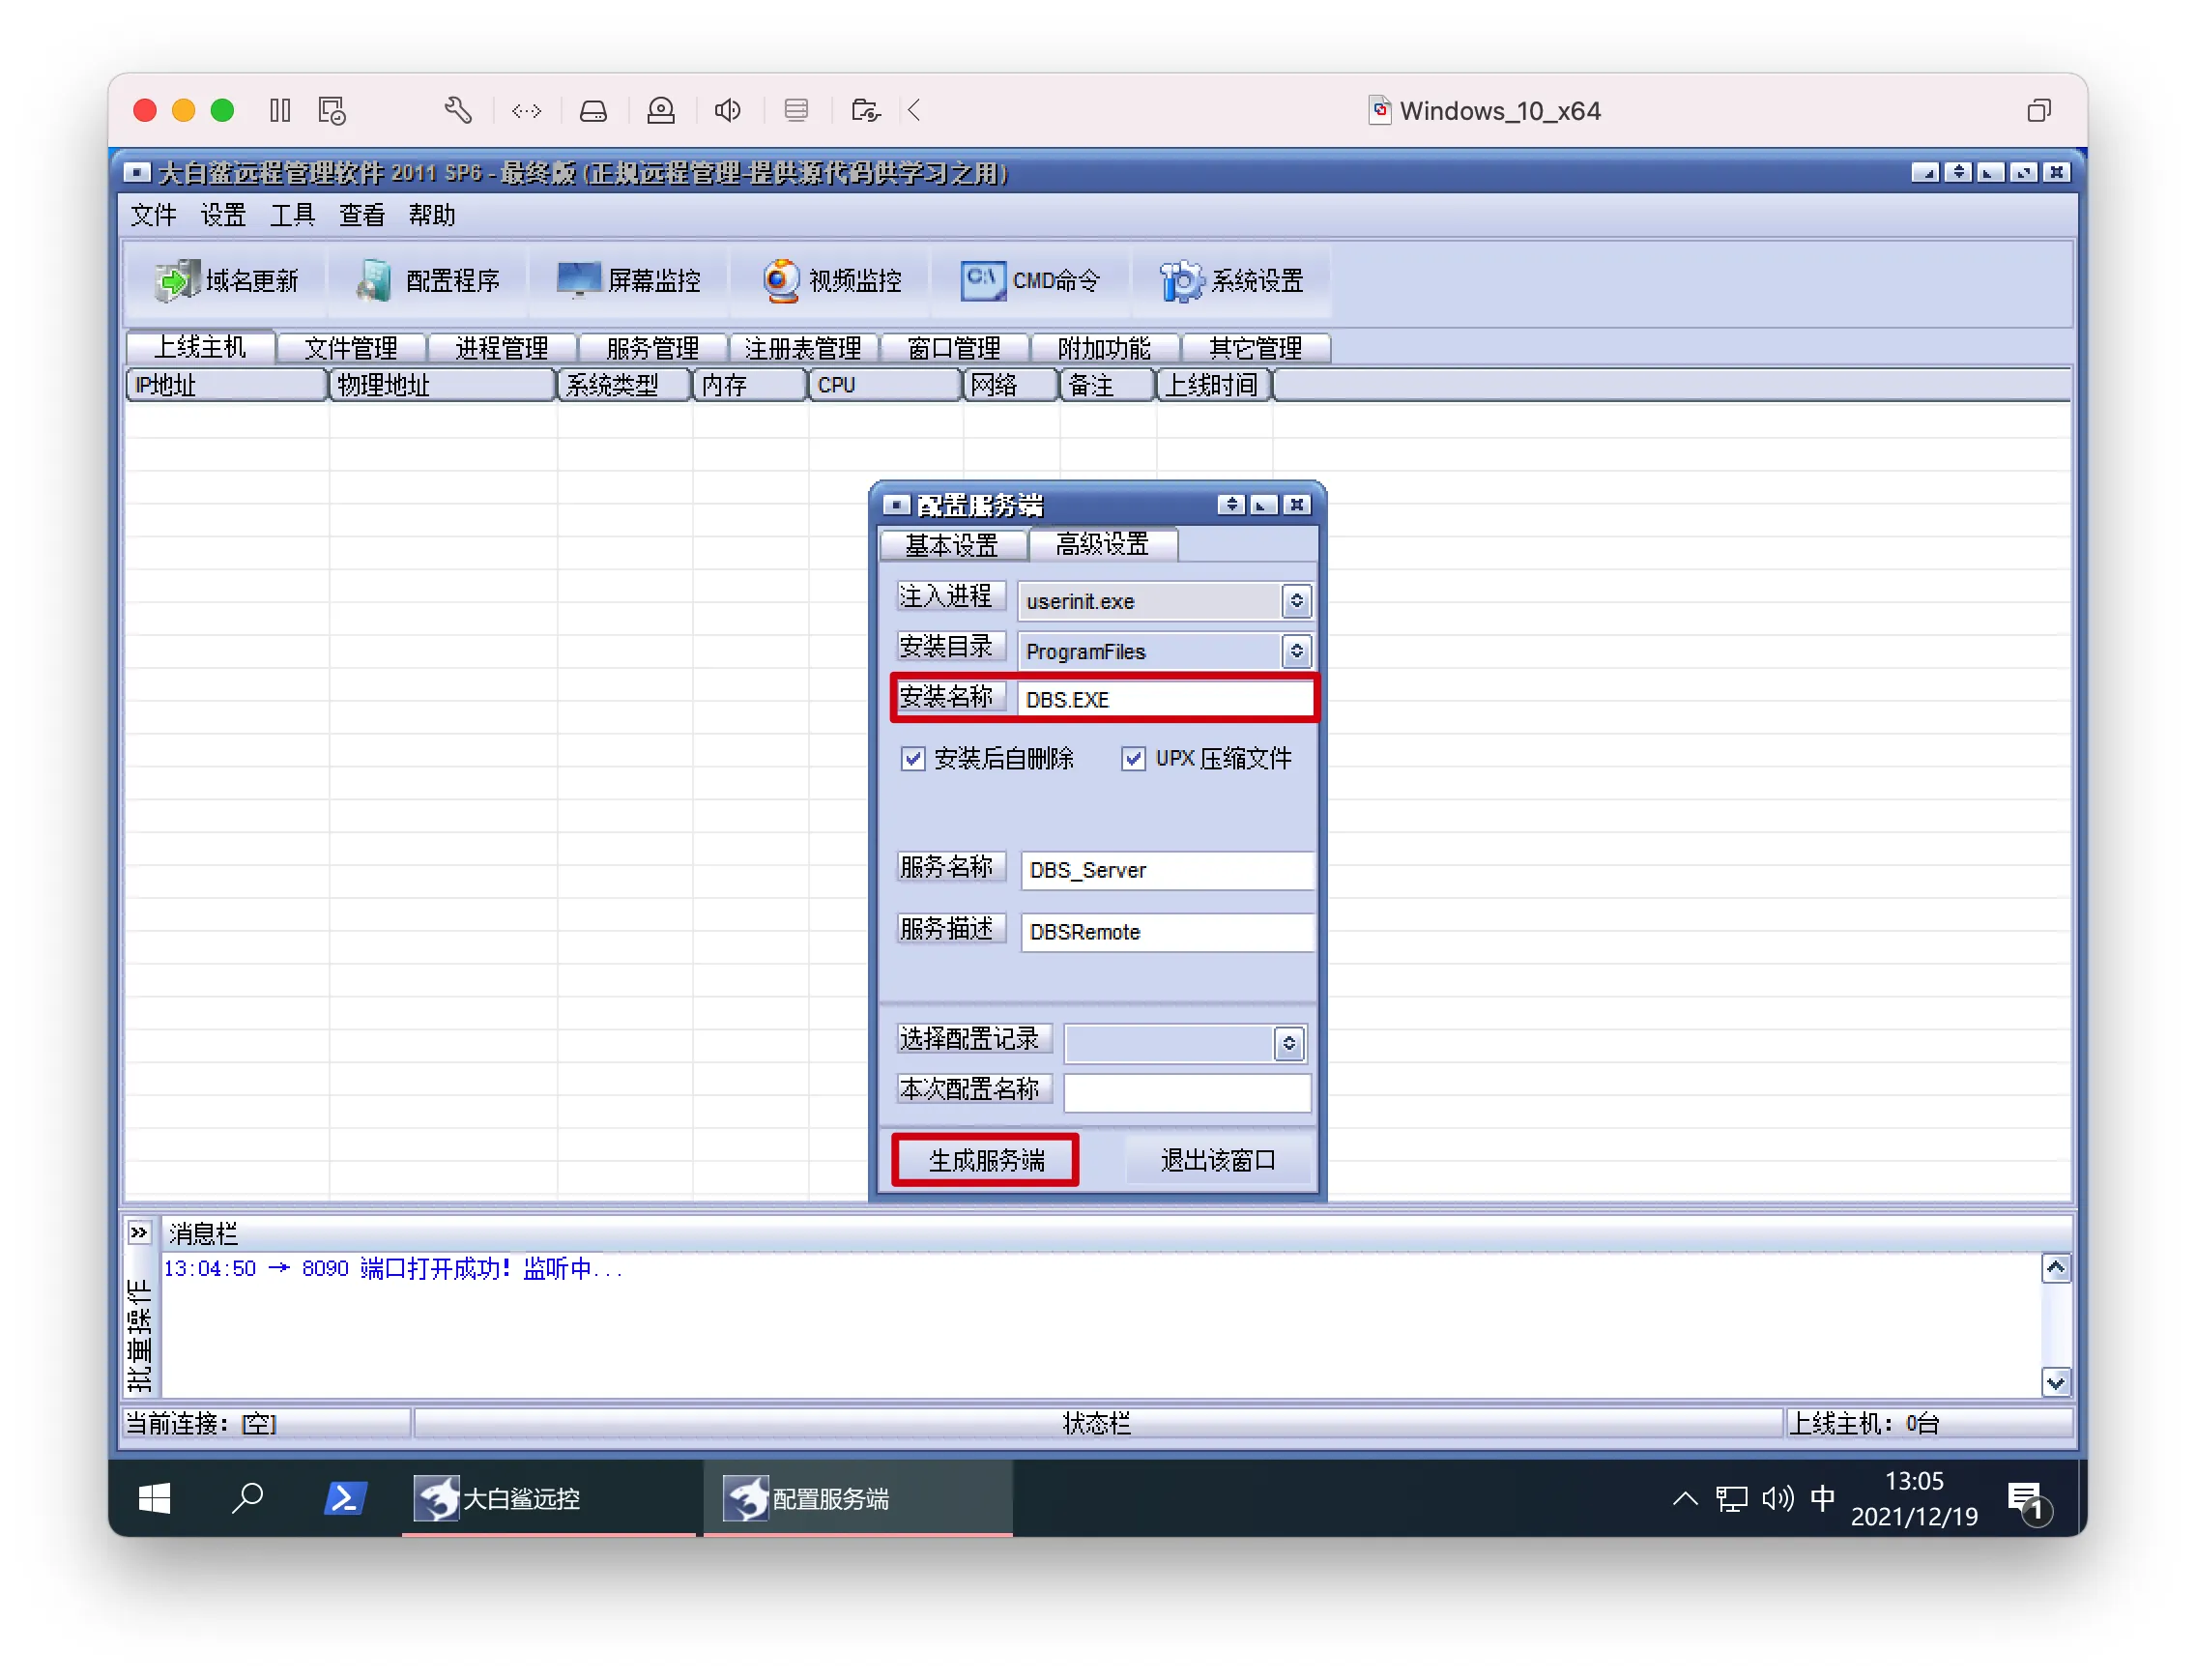 Windows_10_x64
大白鲨远程管理软件 2011 SP6 - 最终版 (正规远程管理-提供源代码供学习之用)
文件 设置 工具 查看 帮助
域名更新 配置程序 屏幕监控 视频监控 CMD命令 系统设置
上线主机 文件管理 进程管理 服务管理 注册表管理 窗口管理 附加功能 其它管理
IP地址 物理地址 系统类型 内存 CPU 网络 备注 上线时间
配置服务端
基本设置 高级设置
注入进程 userinit.exe
安装目录 ProgramFiles
安装名称 DBS.EXE
安装后自删除 UPX 压缩文件
服务名称 DBS_Server
服务描述 DBSRemote
选择配置记录
本次配置名称
生成服务端 退出该窗口
消息栏
13:04:50 → 8090 端口打开成功! 监听中...
批量操作
当前连接: [空] 状态栏 上线主机: 0台
大白鲨远控 配置服务端 中 13:05
2021/12/19
1